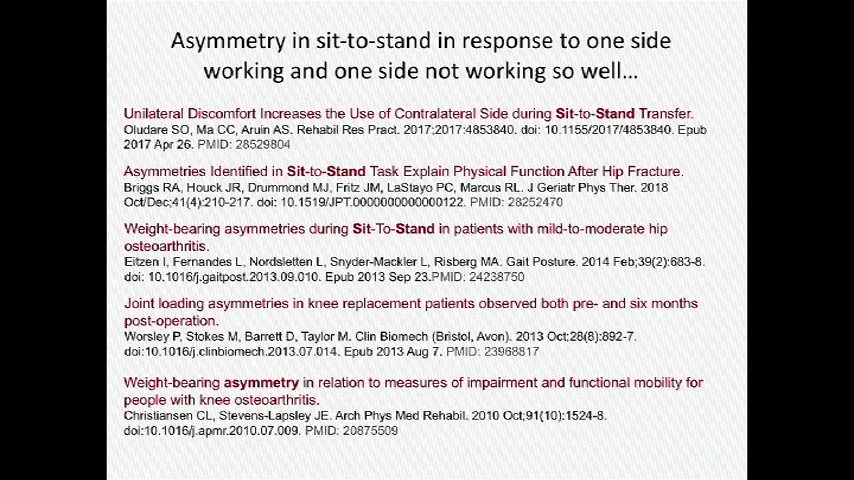 Asymmetry in sit-to-stand in response to one side
working and one side not working so well...
Unilateral Discomfort Increases the Use of Contralateral Side during Sit-to-Stand Transfer.
Oludare SO, Ma CC, Aruin AS. Rehabil Res Pract. 2017;2017:4853840. doi: 10.1155/2017/4853840. Epub
2017 Apr 26. PMID: 28529804
Asymmetries Identified in Sit-to-Stand Task Explain Physical Function After Hip Fracture.
Briggs RA, Houck JR, Drummond MJ, Fritz JM, LaStayo PC, Marcus RL. J Geriatr Phys Ther. 2018
Oct/Dec;41(4):210-217. doi: 10.1519/JPT.0000000000000122. PMID: 28252470
Weight-bearing asymmetries during Sit-To-Stand in patients with mild-to-moderate hip
osteoarthritis.
Eitzen I, Fernandes L, Nordsletten L, Snyder-Mackler L, Risberg MA. Gait Posture. 2014 Feb;39(2):683-8.
doi: 10.1016/j.gaitpost.2013.09.010. Epub 2013 Sep 23.PMID: 24238750
Joint loading asymmetries in knee replacement patients observed both pre- and six months
post-operation.
Worsley P, Stokes M, Barrett D, Taylor M. Clin Biomech (Bristol, Avon). 2013 Oct;28(8):892-7.
doi:10.1016/j.clinbiomech.2013.07.014. Epub 2013 Aug 7. PMID: 23968817
Weight-bearing asymmetry in relation to measures of impairment and functional mobility for
people with knee osteoarthritis.
Christiansen CL, Stevens-Lapsley JE. Arch Phys Med Rehabil. 2010 Oct;91(10):1524-8.
doi:10.1016/j.apmr.2010.07.009. PMID: 20875509